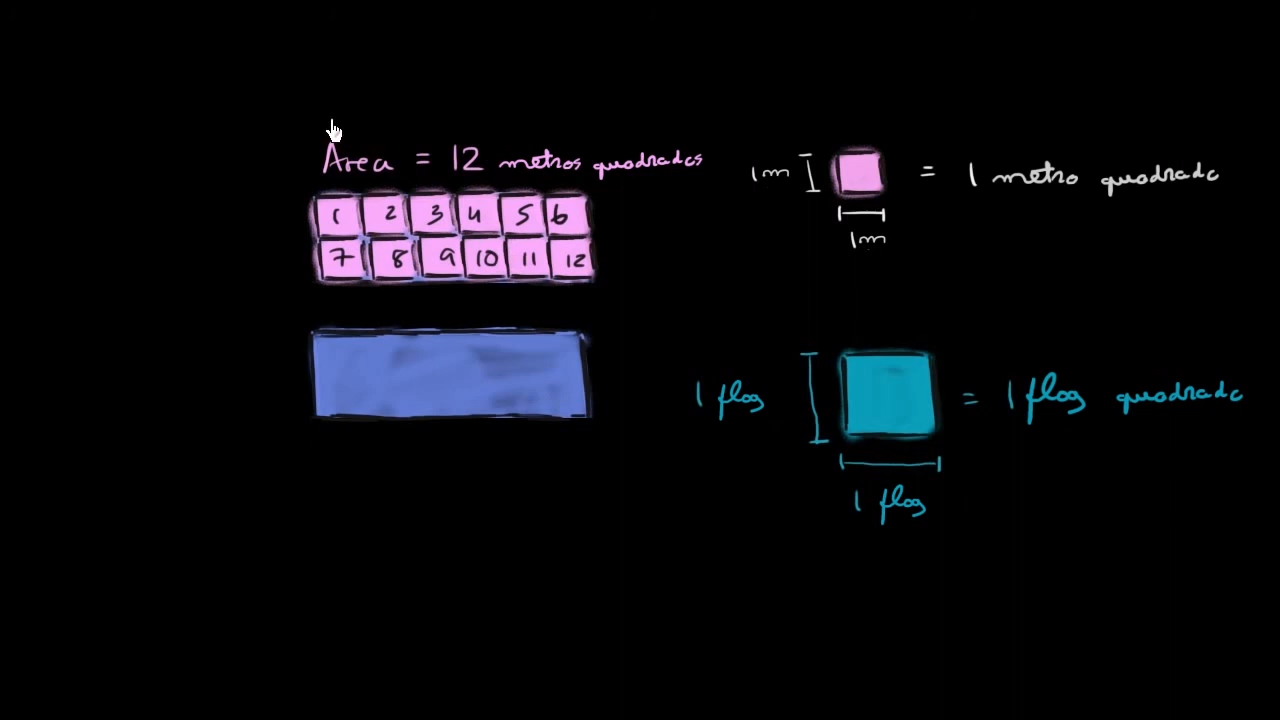 Area = 12 metros quadrados
1 2 3 4 5 6
7 8 9 10 11 12
1m = 1 metro quadrado
1m
1 flog = 1 flog quadrado
1 flog